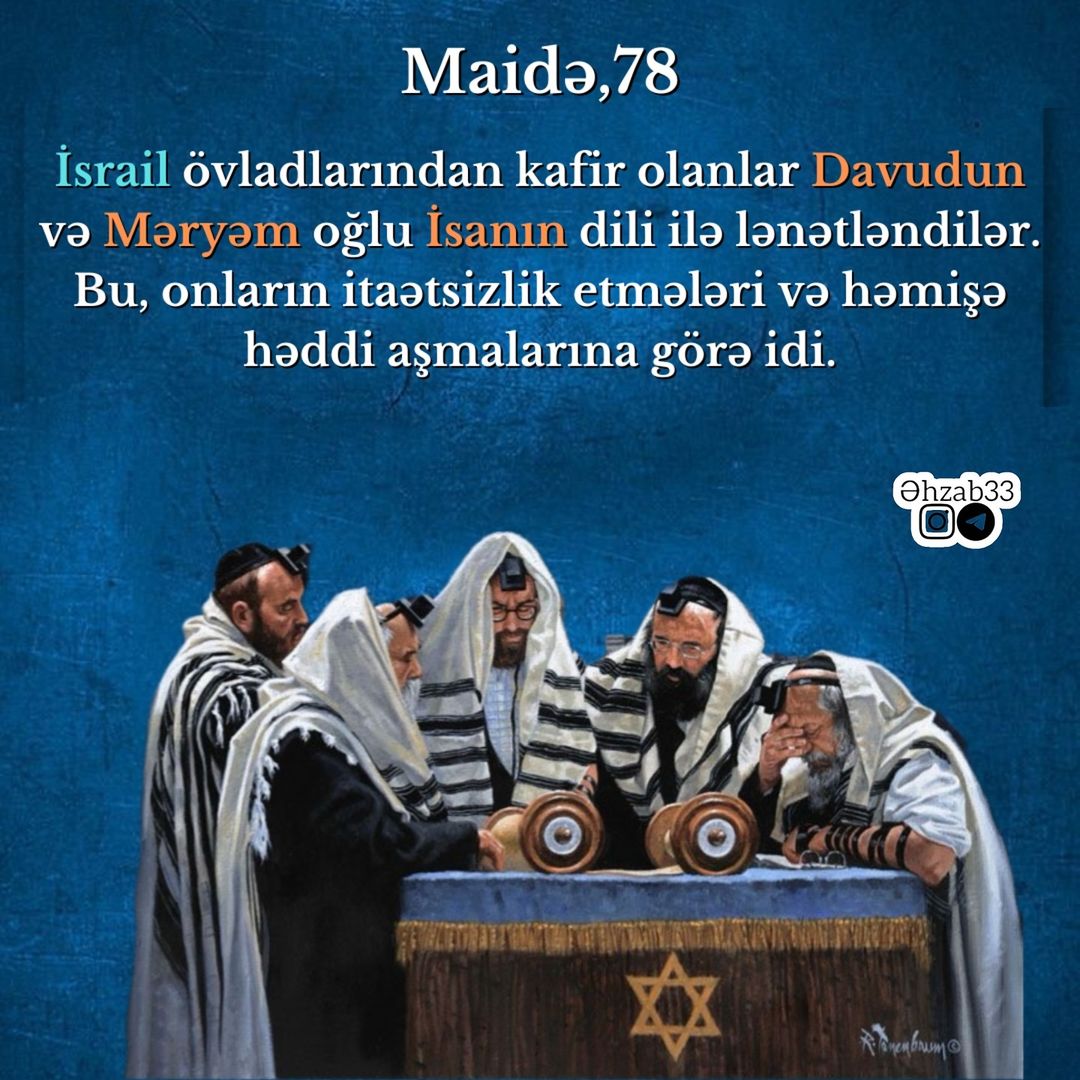 Maidə,78
İsrail övladlarından kafir olanlar Davudun
və Məryəm oğlu İsanın dili ilə lənətləndilər.
Bu, onların itaətsizlik etmələri və həmişə
həddi aşmalarına görə idi.
Əhzab33